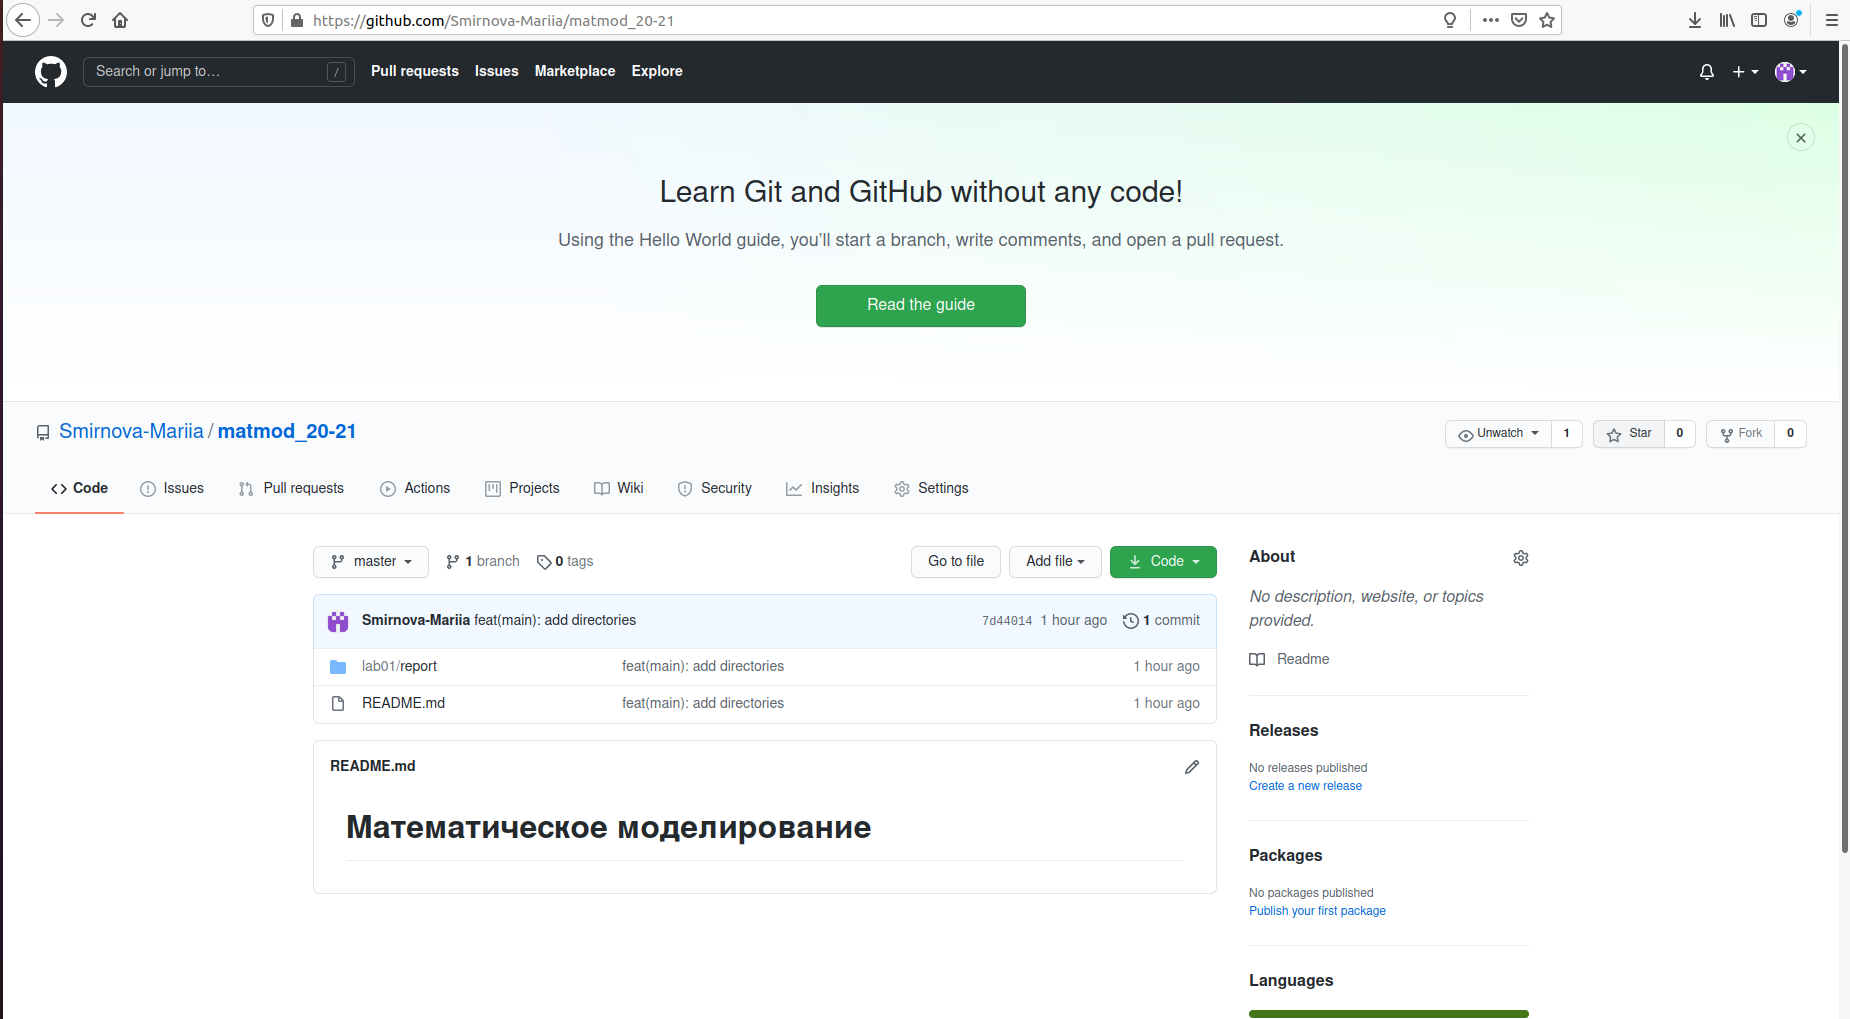 https://github.com/Smirnova-Mariia/matmod_20-21
Search or jump to… / Pull requests Issues Marketplace Explore
Learn Git and GitHub without any code!
Using the Hello World guide, you’ll start a branch, write comments, and open a pull request.
Read the guide
Smirnova-Mariia / matmod_20-21 Unwatch 1 Star 0 Fork 0
Code Issues Pull requests Actions Projects Wiki Security Insights Settings
master 1 branch 0 tags Go to file Add file Code
Smirnova-Mariia feat(main): add directories 7d44014 1 hour ago 1 commit
lab01/report feat(main): add directories 1 hour ago
README.md feat(main): add directories 1 hour ago
README.md
Математическое моделирование
About
No description, website, or topics
provided.
Readme
Releases
No releases published
Create a new release
Packages
No packages published
Publish your first package
Languages